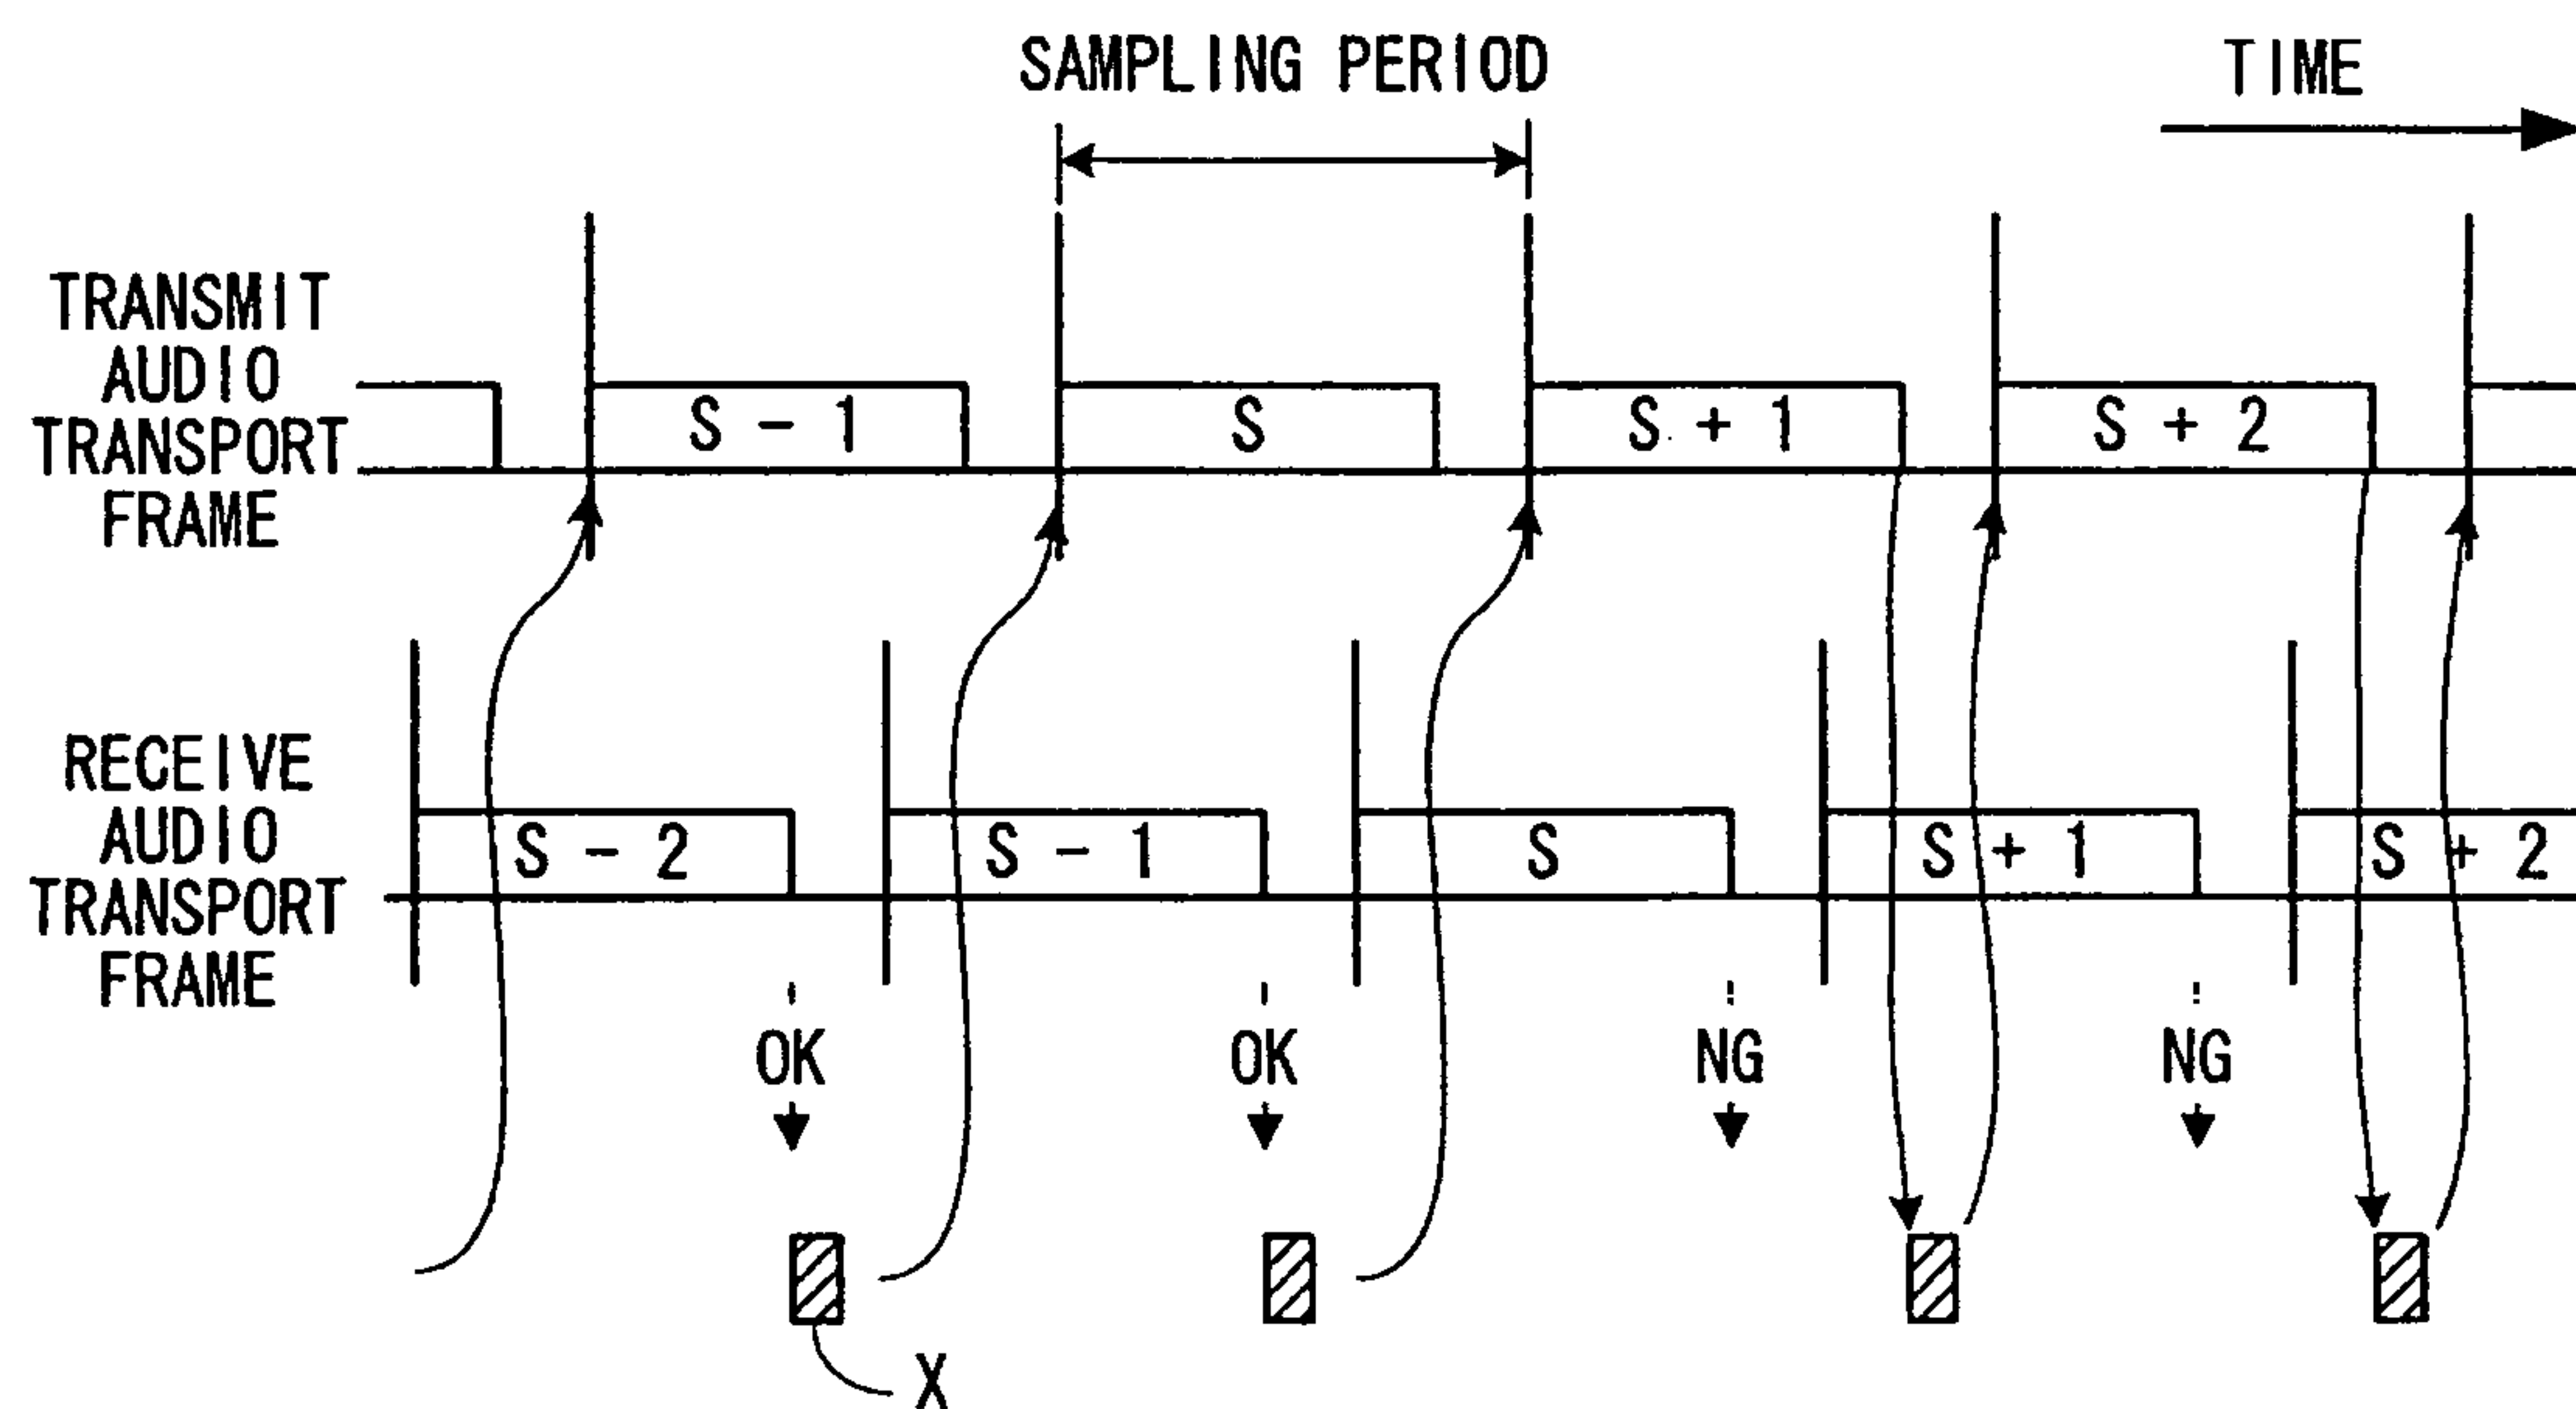 SAMPLING PERIOD
TIME
TRANSMIT
AUDIO
TRANSPORT
FRAME
S - 1
S
S + 1
S + 2
RECEIVE
AUDIO
TRANSPORT
FRAME
S - 2
S - 1
S
S + 1
S + 2
OK
OK
NG
NG
X